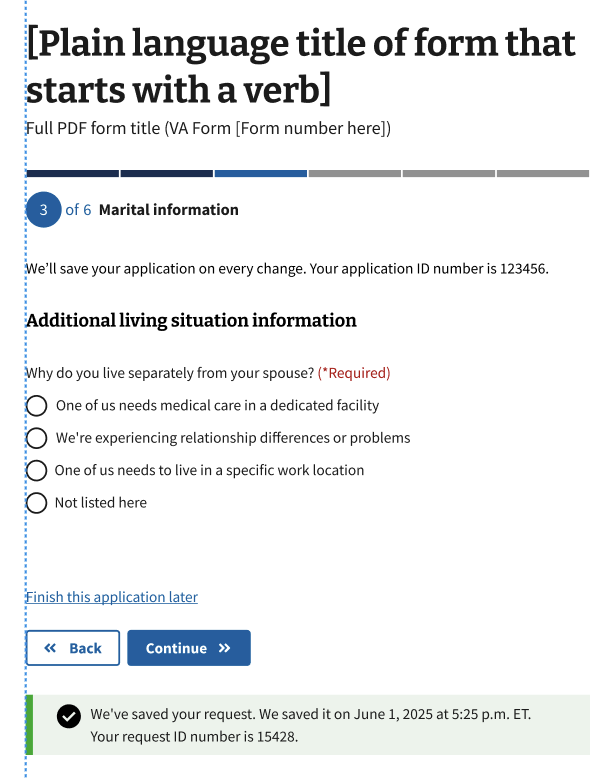 [Plain language title of form that
starts with a verb]
Full PDF form title (VA Form [Form number here])
3 of 6 Marital information
We’ll save your application on every change. Your application ID number is 123456.
Additional living situation information
Why do you live separately from your spouse? (*Required)
One of us needs medical care in a dedicated facility
We're experiencing relationship differences or problems
One of us needs to live in a specific work location
Not listed here
Finish this application later
Back Continue
We've saved your request. We saved it on June 1, 2025 at 5:25 p.m. ET.
Your request ID number is 15428.